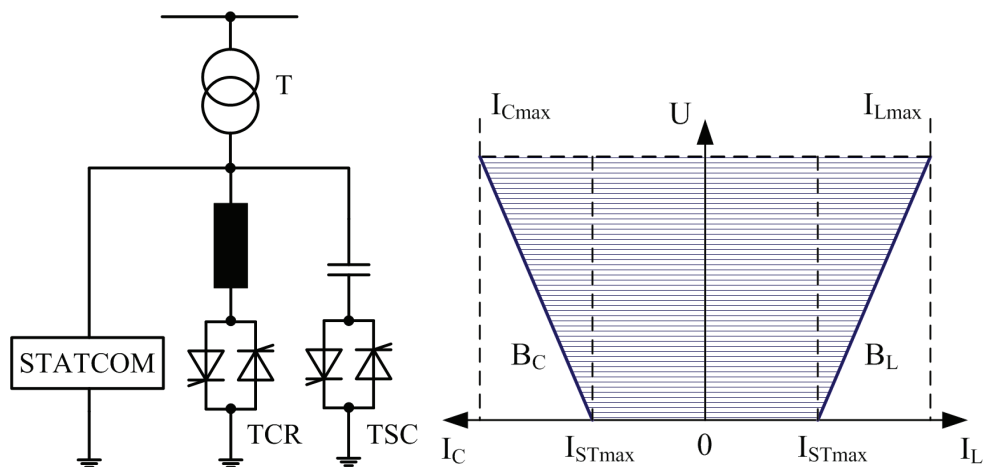 T
STATCOM
TCR
TSC
I_Cmax
U
I_Lmax
B_C
B_L
I_C
I_STmax
0
I_STmax
I_L